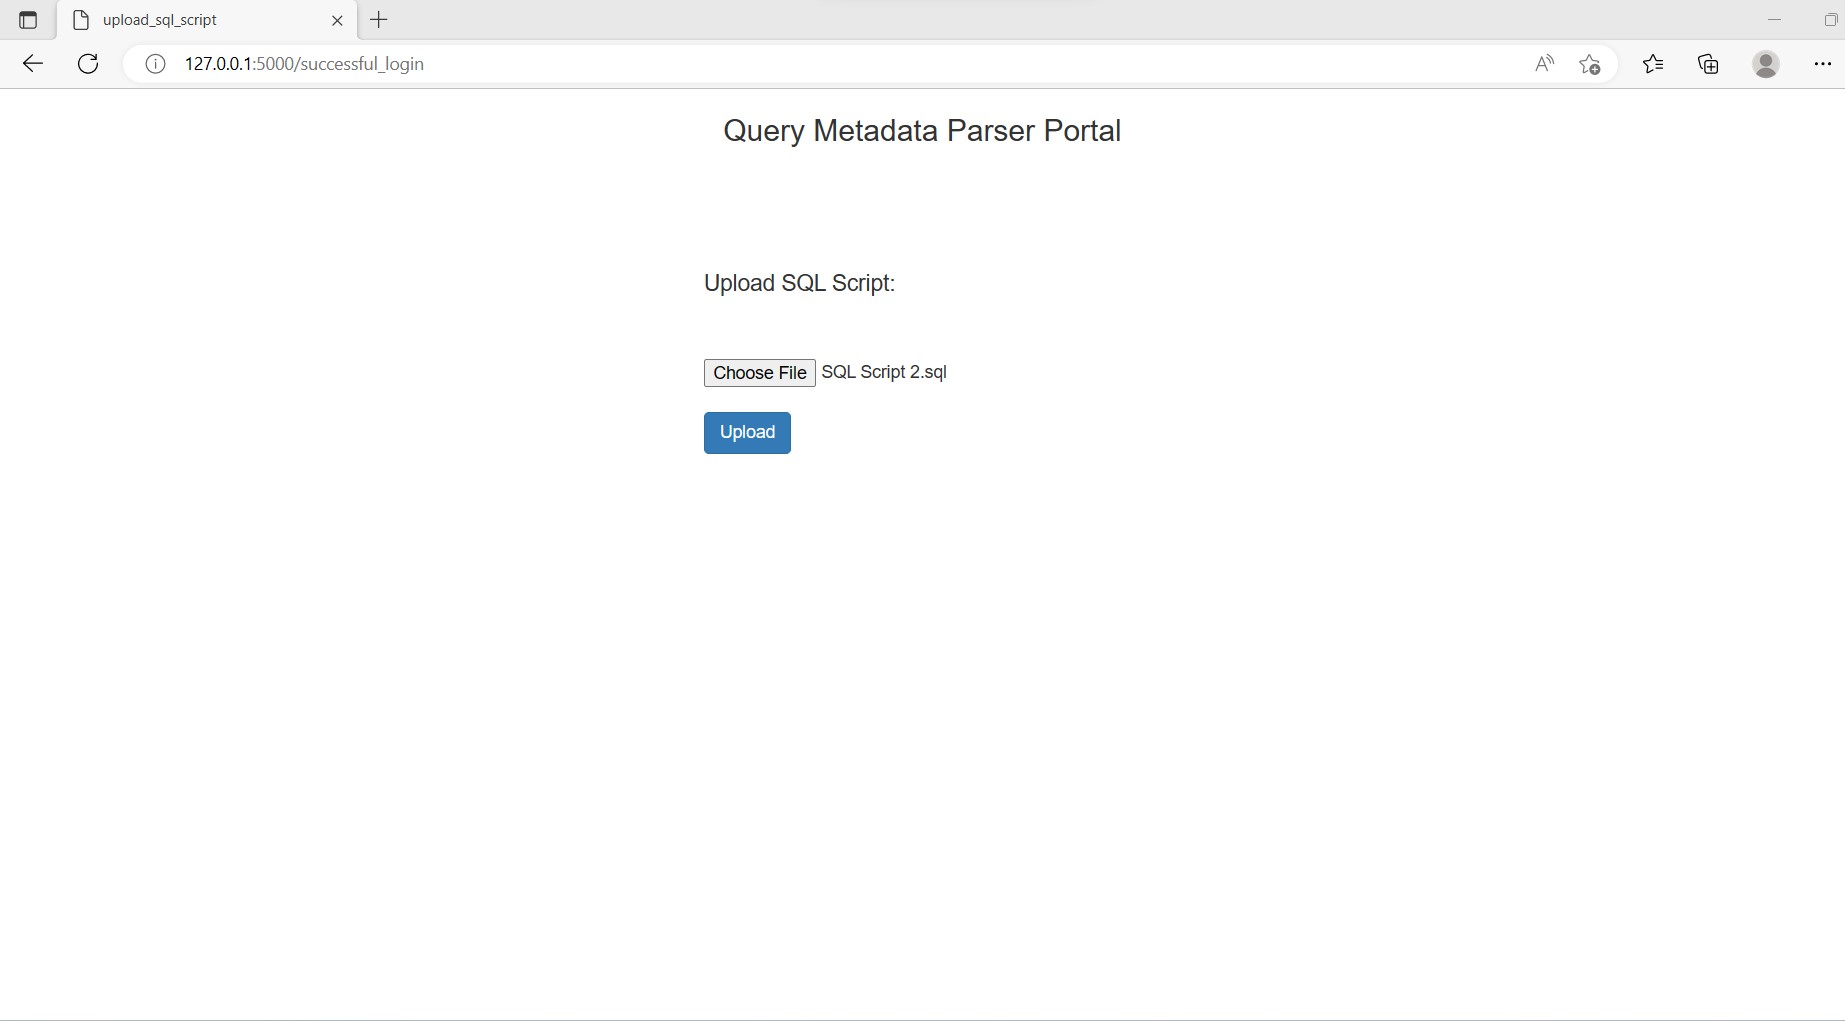 upload_sql_script
127.0.0.1:5000/successful_login
Query Metadata Parser Portal
Upload SQL Script:
Choose File SQL Script 2.sql
Upload